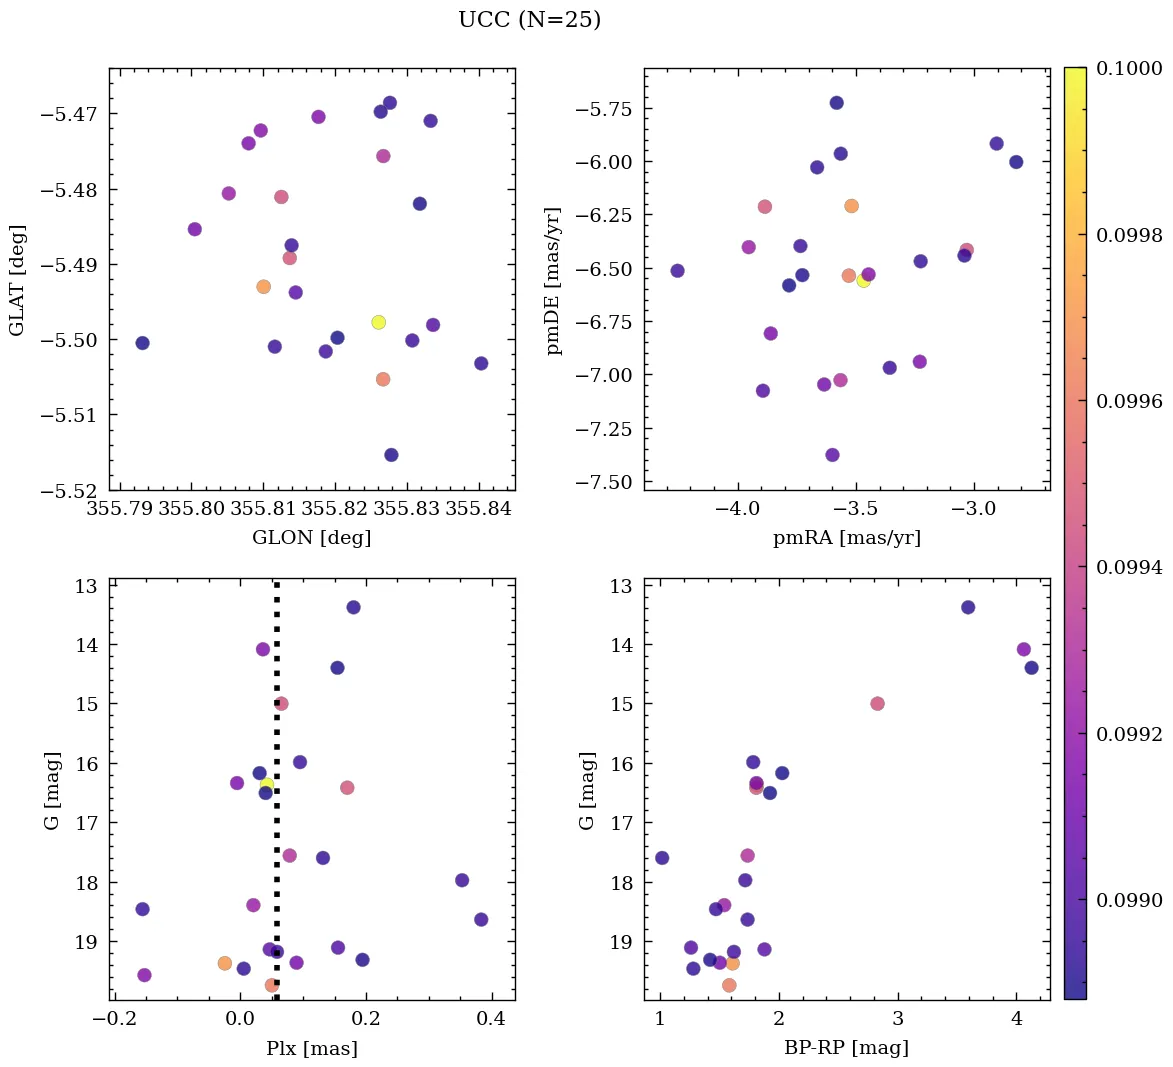 UCC (N=25)
−5.47
−5.48
−5.49
−5.50
−5.51
−5.52
GLAT [deg]
355.79 355.80 355.81 355.82 355.83 355.84
GLON [deg]
−5.75
−6.00
−6.25
−6.50
−6.75
−7.00
−7.25
−7.50
pmDE [mas/yr]
−4.0 −3.5 −3.0
pmRA [mas/yr]
13
14
15
16
17
18
19
G [mag]
−0.2 0.0 0.2 0.4
Plx [mas]
13
14
15
16
17
18
19
G [mag]
1 2 3 4
BP-RP [mag]
0.1000
0.0998
0.0996
0.0994
0.0992
0.0990